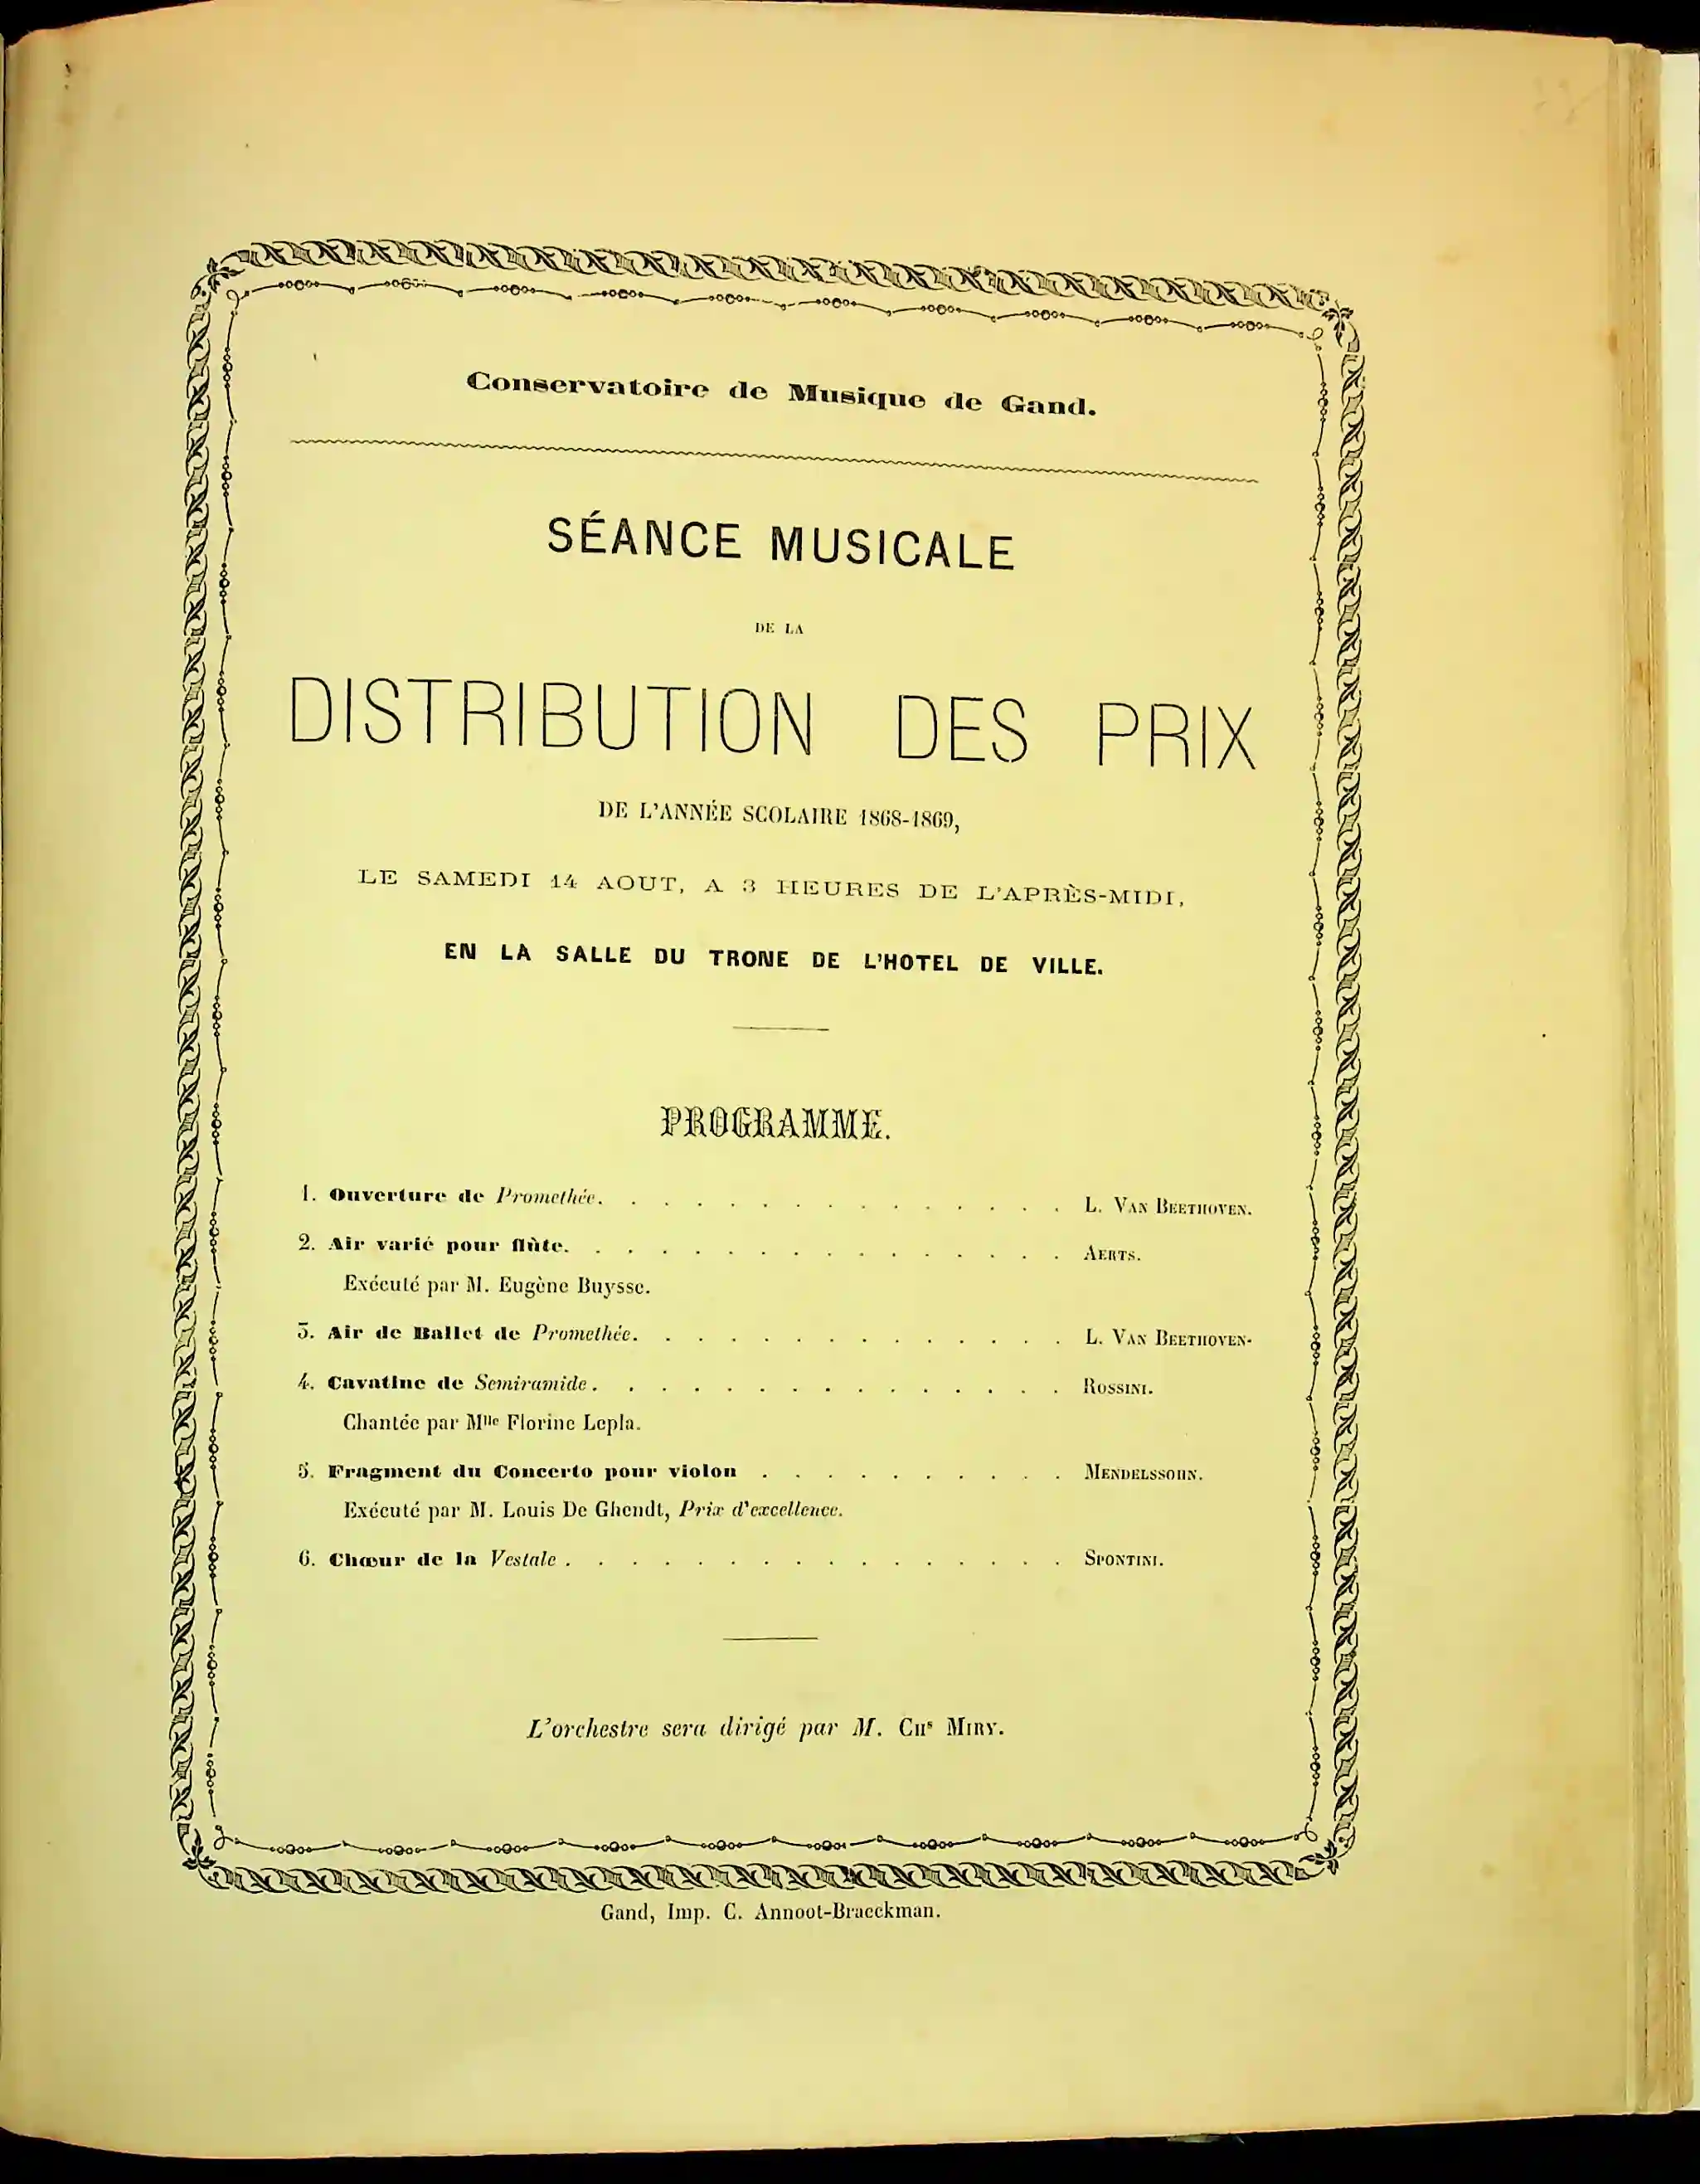 Conservatoire de Musique de Gand.
SÉANCE MUSICALE
DE LA
DISTRIBUTION DES PRIX
DE L'ANNÉE SCOLAIRE 1868-1869,
LE SAMEDI 14 AOUT, A 3 HEURES DE L'APRÈS-MIDI,
EN LA SALLE DU TRONE DE L'HOTEL DE VILLE.
PROGRAMME.
1. Ouverture de Promethée. . . . . . . . . . . . . . . L. VAN BEETHOVEN.
2. Air varié pour flûte. . . . . . . . . . . . . . . . AERTS.
Exécuté par M. Eugène Buysse.
3. Air de Ballet de Promethée. . . . . . . . . . . . . . L. VAN BEETHOVEN.
4. Cavatine de Semiramide . . . . . . . . . . . . . . . ROSSINI.
Chantée par Mlle Florine Lepla.
5. Fragment du Concerto pour violon . . . . . . . . . . MENDELSSOHN.
Exécuté par M. Louis De Ghendt, Prix d'excellence.
6. Chœur de la Vestale . . . . . . . . . . . . . . . . SPONTINI.
L'orchestre sera dirigé par M. CHs MIRY.
Gand, Imp. C. Annoot-Braeckman.